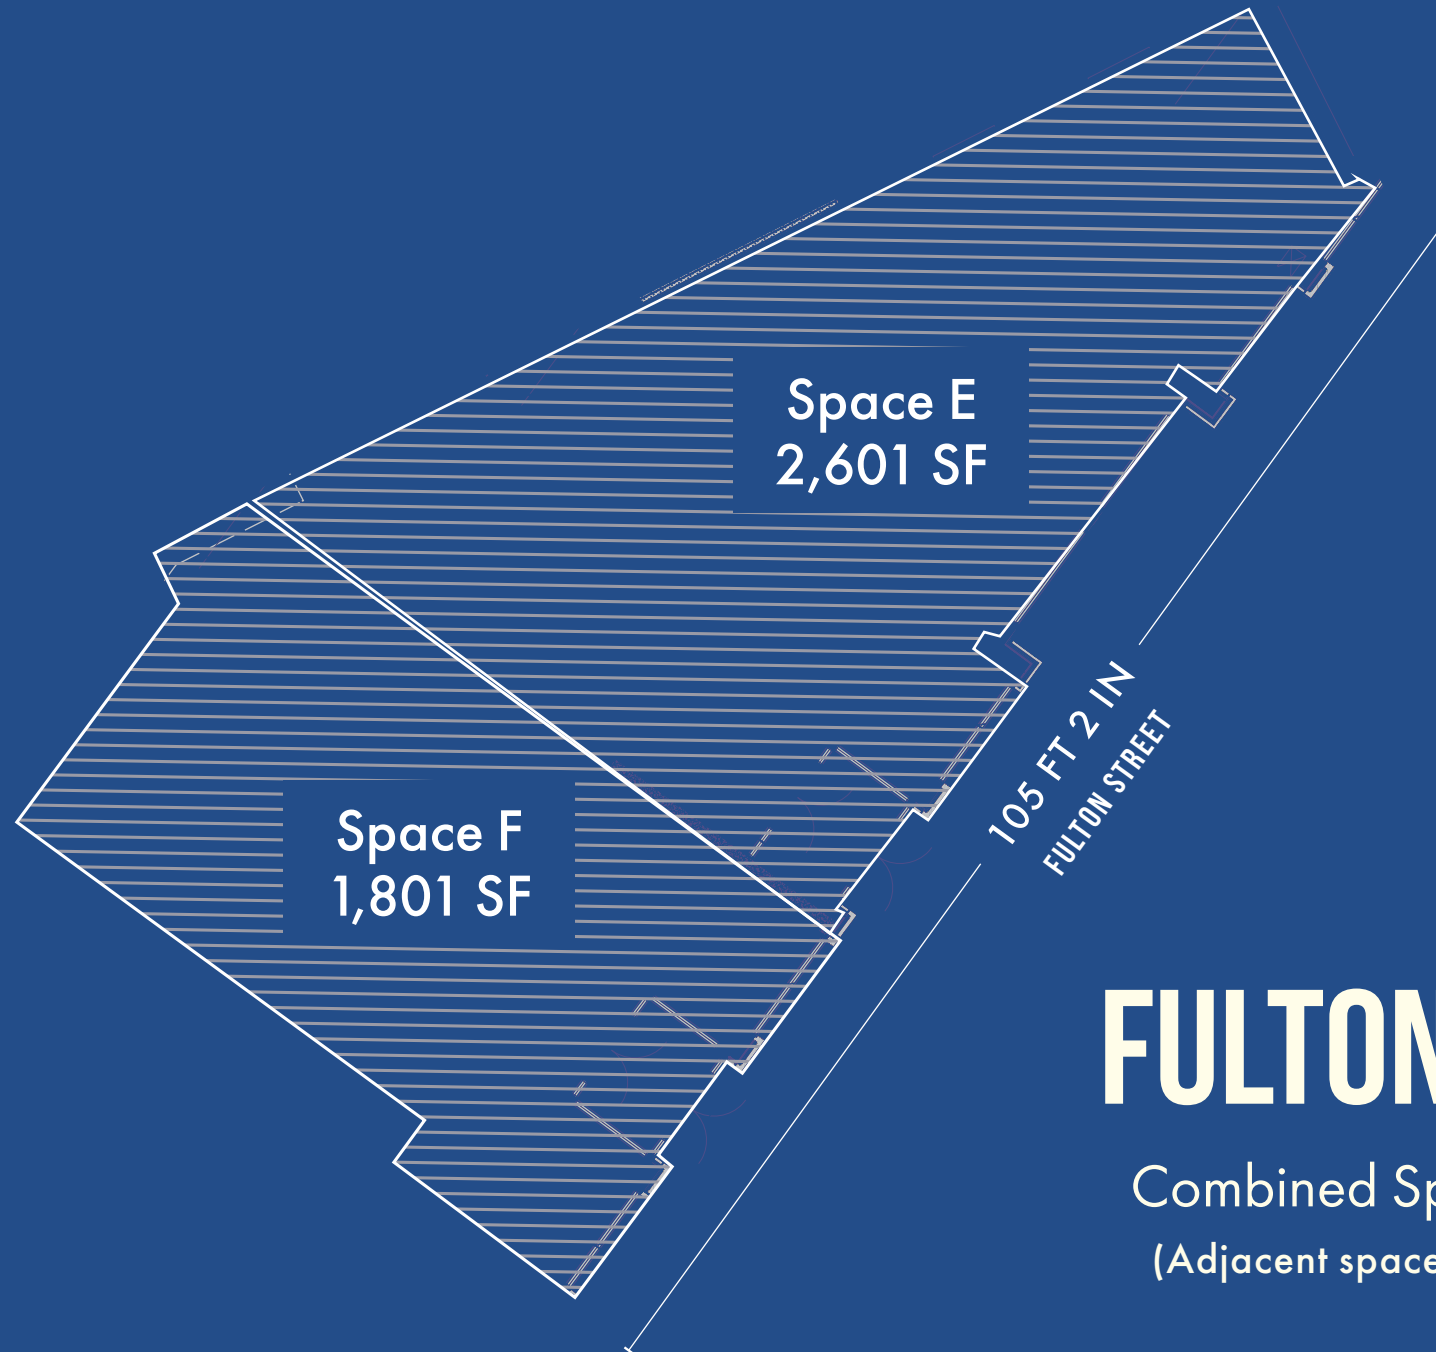 Space E
2,601 SF
Space F
1,801 SF
105 FT 2 IN
FULTON STREET
FULTON
Combined Sp
(Adjacent space